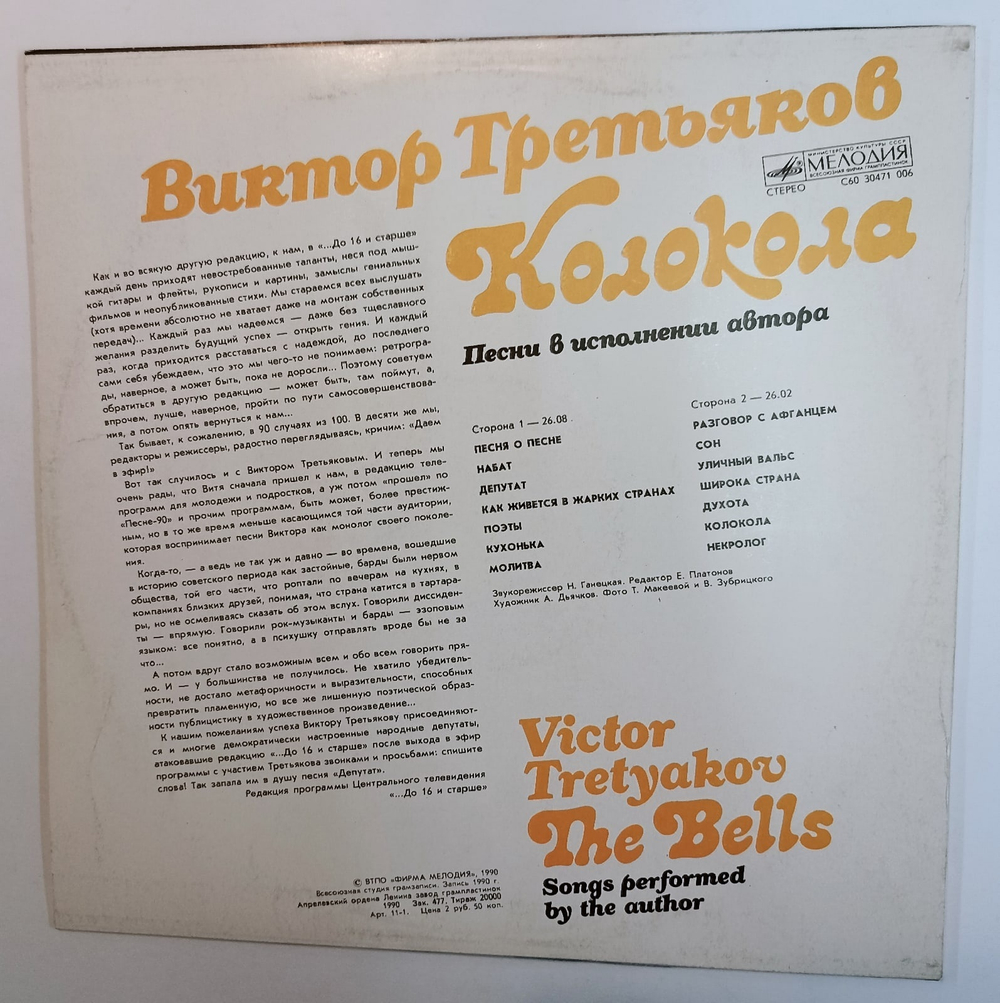 Виктор Третьяков
МИНИСТЕРСТВО КУЛЬТУРЫ СССР
МЕЛОДИЯ
ВСЕСОЮЗНАЯ ФИРМА ГРАМПЛАСТИНОК
СТЕРЕО
С60 30471 006
Колокола
Песни в исполнении автора
Как и во всякую другую редакцию, к нам, в «...До 16 и старше»
каждый день приходят невостребованные таланты, неся под мыш-
кой гитары и флейты, рукописи и картины, замыслы гениальных
фильмов и неопубликованные стихи. Мы стараемся всех выслушать
(хотя времени абсолютно не хватает даже на монтаж собственных
передач)... Каждый раз мы надеемся — даже без тщеславного
желания разделить будущий успех — открыть гения. И каждый
раз, когда приходится расставаться с надеждой, до последнего
сами себя убеждаем, что это мы чего-то не понимаем: ретрогра-
ды, наверное, а может быть, пока не доросли... Поэтому советуем
обратиться в другую редакцию — может быть, там поймут, а,
впрочем, лучше, наверное, пройти по пути самосовершенствова-
ния, а потом опять вернуться к нам...
Так бывает, к сожалению, в 90 случаях из 100. В десяти же мы,
редакторы и режиссеры, радостно переглядываясь, кричим: «Даем
в эфир!»
Вот так случилось и с Виктором Третьяковым. И теперь мы
очень рады, что Витя сначала пришел к нам, в редакцию теле-
программ для молодежи и подростков, а уж потом «прошел» по
«Песне-90» и прочим программам, быть может, более престиж-
ным, но в то же время меньше касающимся той части аудитории,
которая воспринимает песни Виктора как монолог своего поколе-
ния.
Когда-то, — а ведь не так уж и давно — во времена, вошедшие
в историю советского периода как застойные, барды были нервом
общества, той его части, что роптали по вечерам на кухнях, в
компаниях близких друзей, понимая, что страна катится в тартара-
ры, но не осмеливаясь сказать об этом вслух. Говорили диссиден-
ты — впрямую. Говорили рок-музыканты и барды — эзоповым
языком: все понятно, а в психушку отправлять вроде бы не за
что...
А потом вдруг стало возможным всем и обо всем говорить пря-
мо. И — у большинства не получилось. Не хватило убедитель-
ности, не достало метафоричности и выразительности, способных
превратить пламенную, но все же лишенную поэтической образ-
ности публицистику в художественное произведение...
К нашим пожеланиям успеха Виктору Третьякову присоединяют-
ся и многие демократически настроенные народные депутаты,
атаковавшие редакцию «...До 16 и старше» после выхода в эфир
программы с участием Третьякова звонками и просьбами: спишите
слова! Так запала им в душу песня «Депутат».
Редакция программы Центрального телевидения
«...До 16 и старше»
Сторона 1 — 26.08
ПЕСНЯ О ПЕСНЕ
НАБАТ
ДЕПУТАТ
КАК ЖИВЕТСЯ В ЖАРКИХ СТРАНАХ
ПОЭТЫ
КУХОНЬКА
МОЛИТВА
Сторона 2 — 26.02
РАЗГОВОР С АФГАНЦЕМ
СОН
УЛИЧНЫЙ ВАЛЬС
ШИРОКА СТРАНА
ДУХОТА
КОЛОКОЛА
НЕКРОЛОГ
Звукорежиссер Н. Ганецкая. Редактор Е. Платонов
Художник А. Дьячков. Фото Т. Макеевой и В. Зубрицкого
Victor
Tretyakov
The Bells
Songs performed
by the author
© ВТПО «ФИРМА МЕЛОДИЯ», 1990
Всесоюзная студия грамзаписи. Запись 1990 г.
Апрелевский ордена Ленина завод грампластинок
1990 Зак. 477. Тираж 20000
Арт. 11-1. Цена 2 руб. 50 коп.